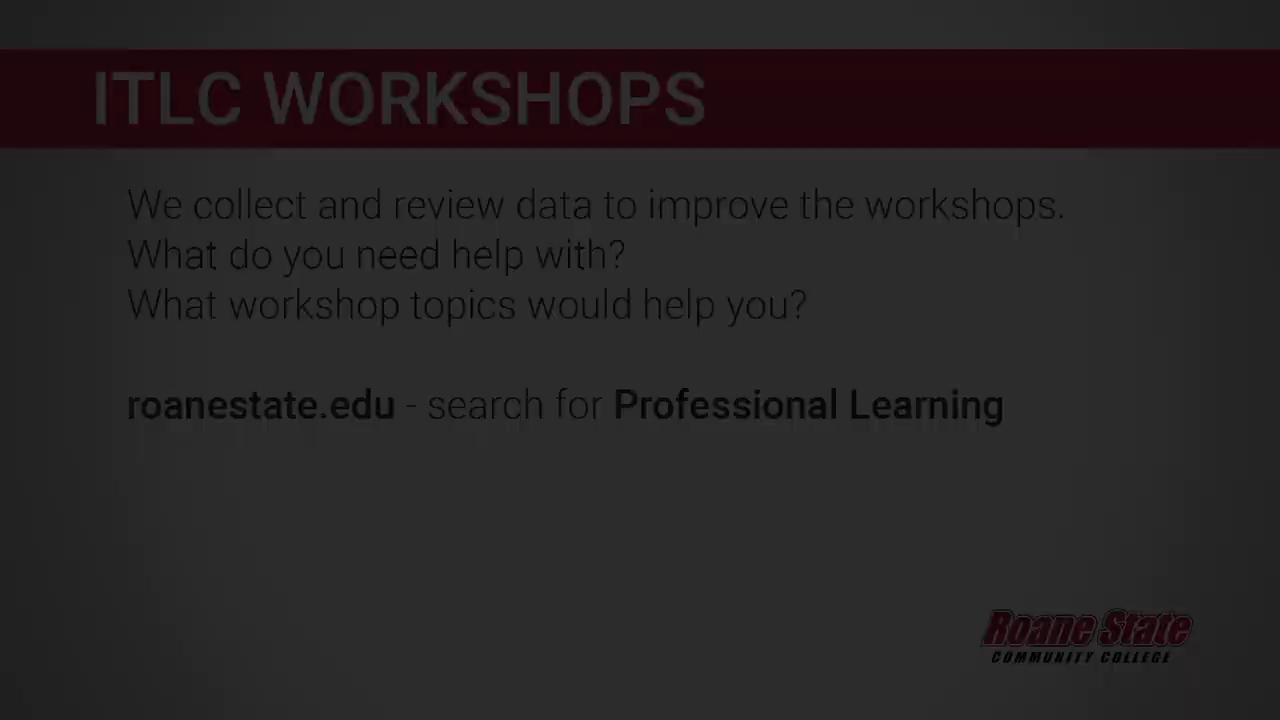 ITLC WORKSHOPS
We collect and review data to improve the workshops.
What do you need help with?
What workshop topics would help you?
roanestate.edu - search for Professional Learning
Roane State
COMMUNITY COLLEGE